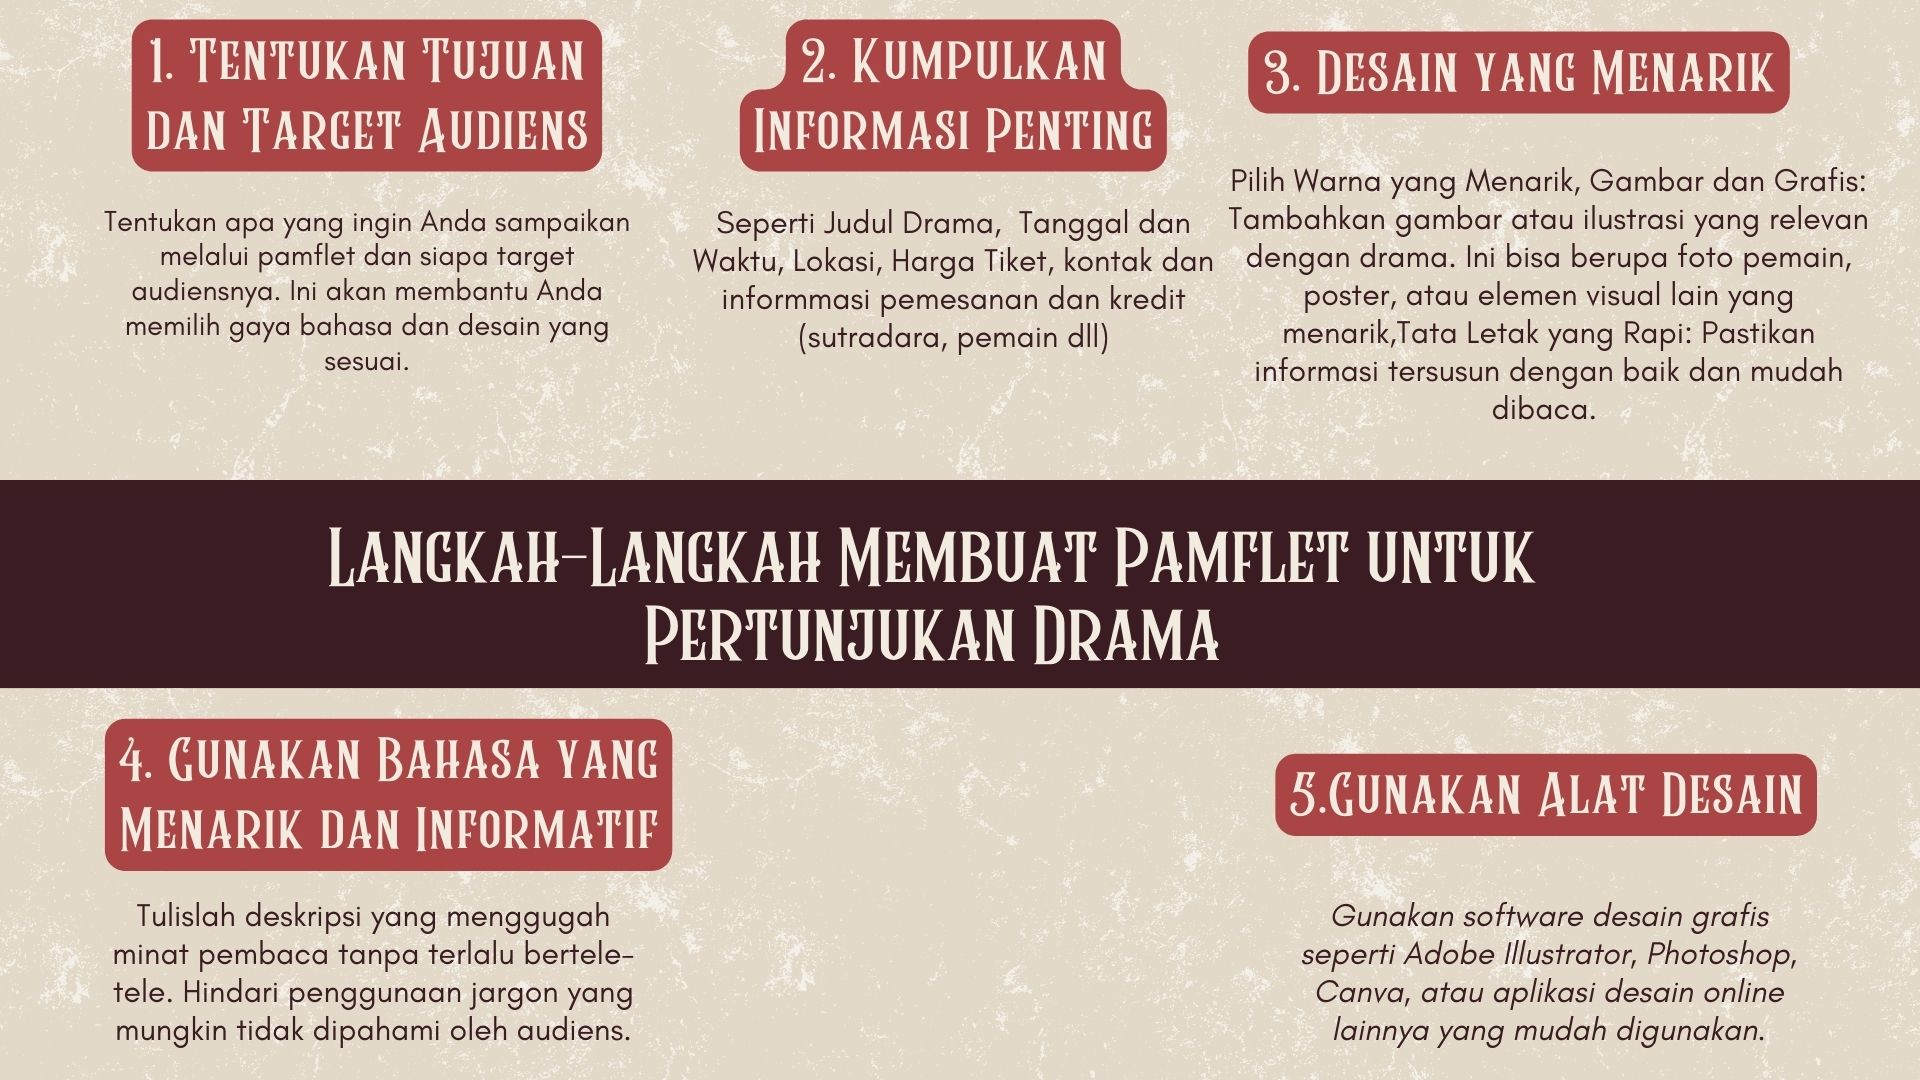 1. Tentukan Tujuan
dan Target Audiens
Tentukan apa yang ingin Anda sampaikan
melalui pamflet dan siapa target
audiensnya. Ini akan membantu Anda
memilih gaya bahasa dan desain yang
sesuai.
2. Kumpulkan
Informasi Penting
Seperti Judul Drama, Tanggal dan
Waktu, Lokasi, Harga Tiket, kontak dan
informmasi pemesanan dan kredit
(sutradara, pemain dll)
3. Desain yang Menarik
Pilih Warna yang Menarik, Gambar dan Grafis:
Tambahkan gambar atau ilustrasi yang relevan
dengan drama. Ini bisa berupa foto pemain,
poster, atau elemen visual lain yang
menarik,Tata Letak yang Rapi: Pastikan
informasi tersusun dengan baik dan mudah
dibaca.
Langkah-Langkah Membuat Pamflet untuk
Pertunjukan Drama
4. Gunakan Bahasa yang
Menarik dan Informatif
Tulislah deskripsi yang menggugah
minat pembaca tanpa terlalu bertele-
tele. Hindari penggunaan jargon yang
mungkin tidak dipahami oleh audiens.
5.Gunakan Alat Desain
Gunakan software desain grafis
seperti Adobe Illustrator, Photoshop,
Canva, atau aplikasi desain online
lainnya yang mudah digunakan.